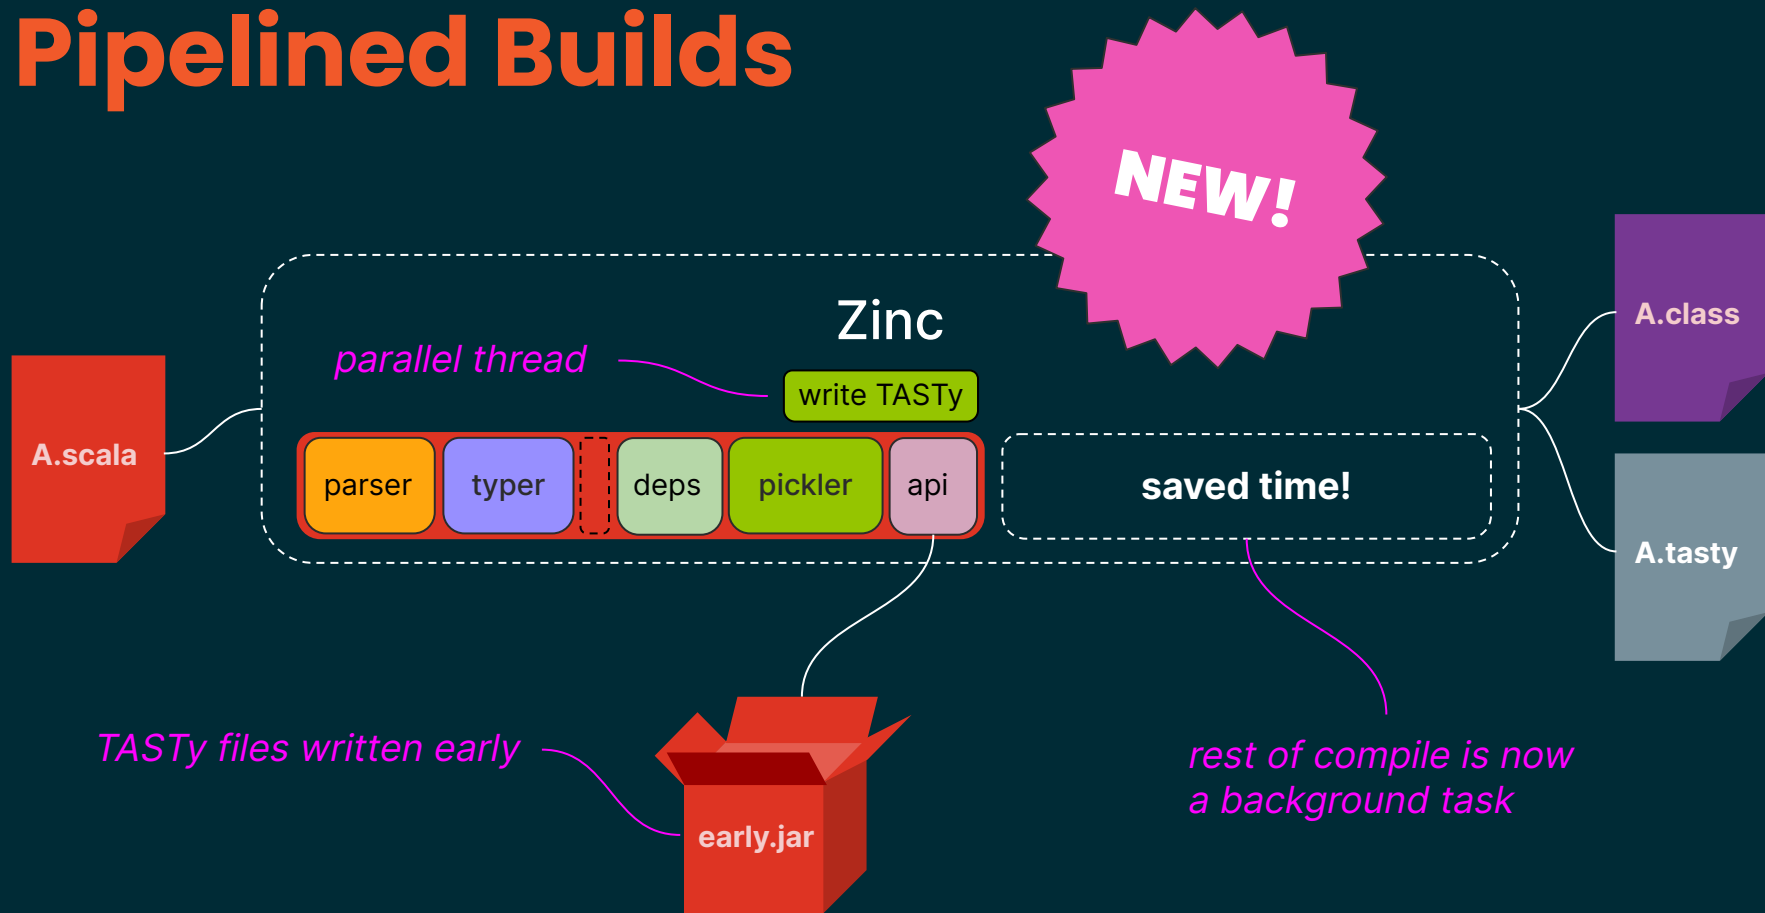 Pipelined Builds
NEW!
Zinc
parallel thread
write TASTy
A.scala
parser
typer
deps
pickler
api
saved time!
A.class
A.tasty
TASTy files written early
early.jar
rest of compile is now
a background task